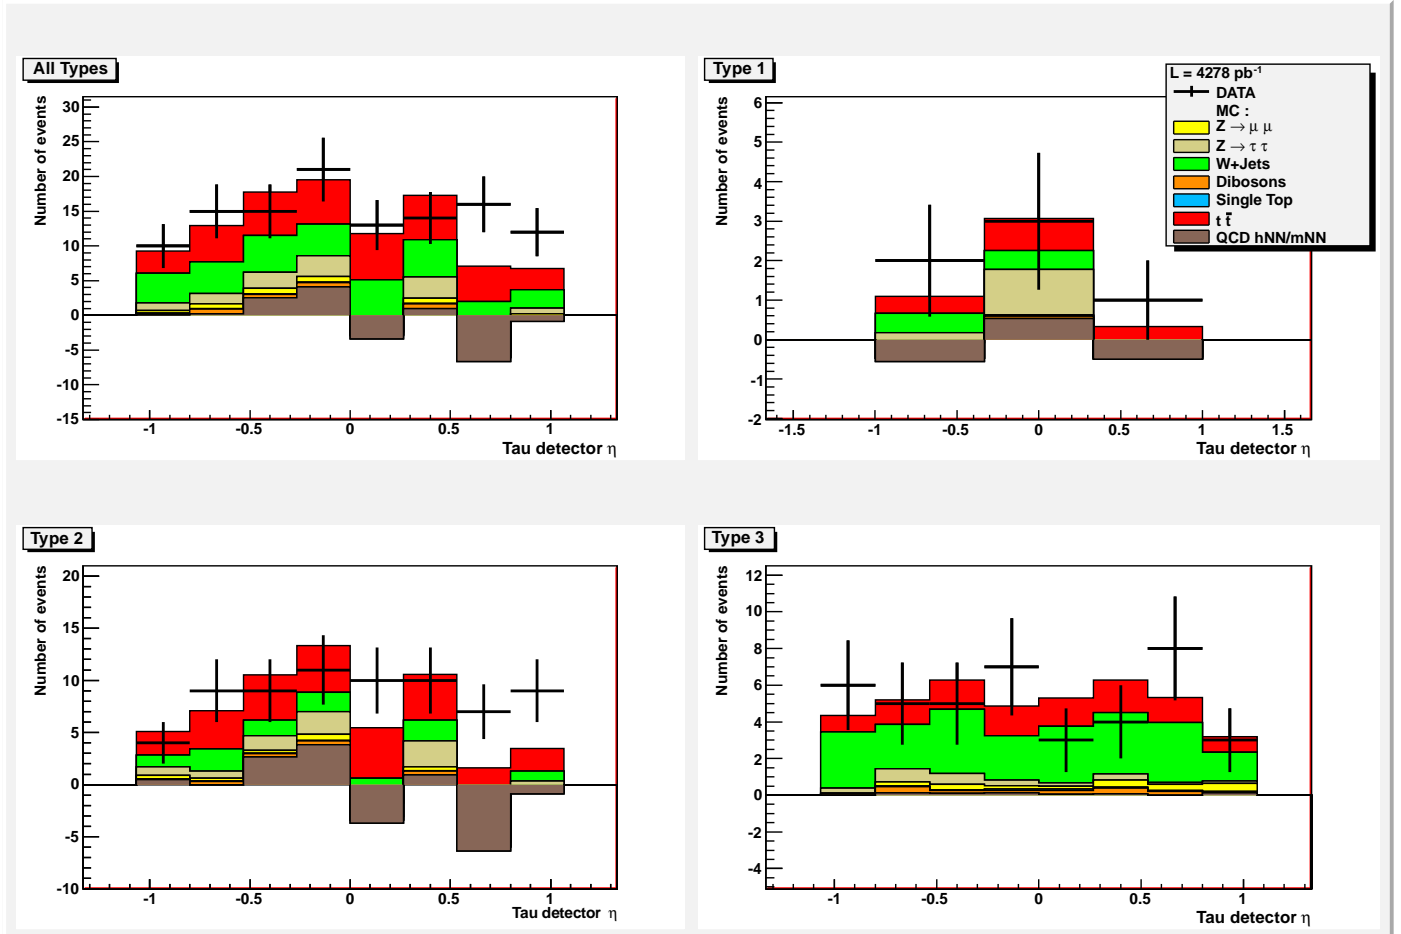 All Types
Number of events
30
25
20
15
10
5
0
-5
-10
-15
-1 -0.5 0 0.5 1
Tau detector η
Type 1
Number of events
6
5
4
3
2
1
0
-1
-2
-1.5 -1 -0.5 0 0.5 1 1.5
Tau detector η
L = 4278 pb⁻¹
DATA
MC :
Z → μ μ
Z → τ τ
W+Jets
Dibosons
Single Top
t t̄
QCD hNN/mNN
Type 2
Number of events
20
15
10
5
0
-5
-10
-1 -0.5 0 0.5 1
Tau detector η
Type 3
Number of events
12
10
8
6
4
2
0
-2
-4
-1 -0.5 0 0.5 1
Tau detector η